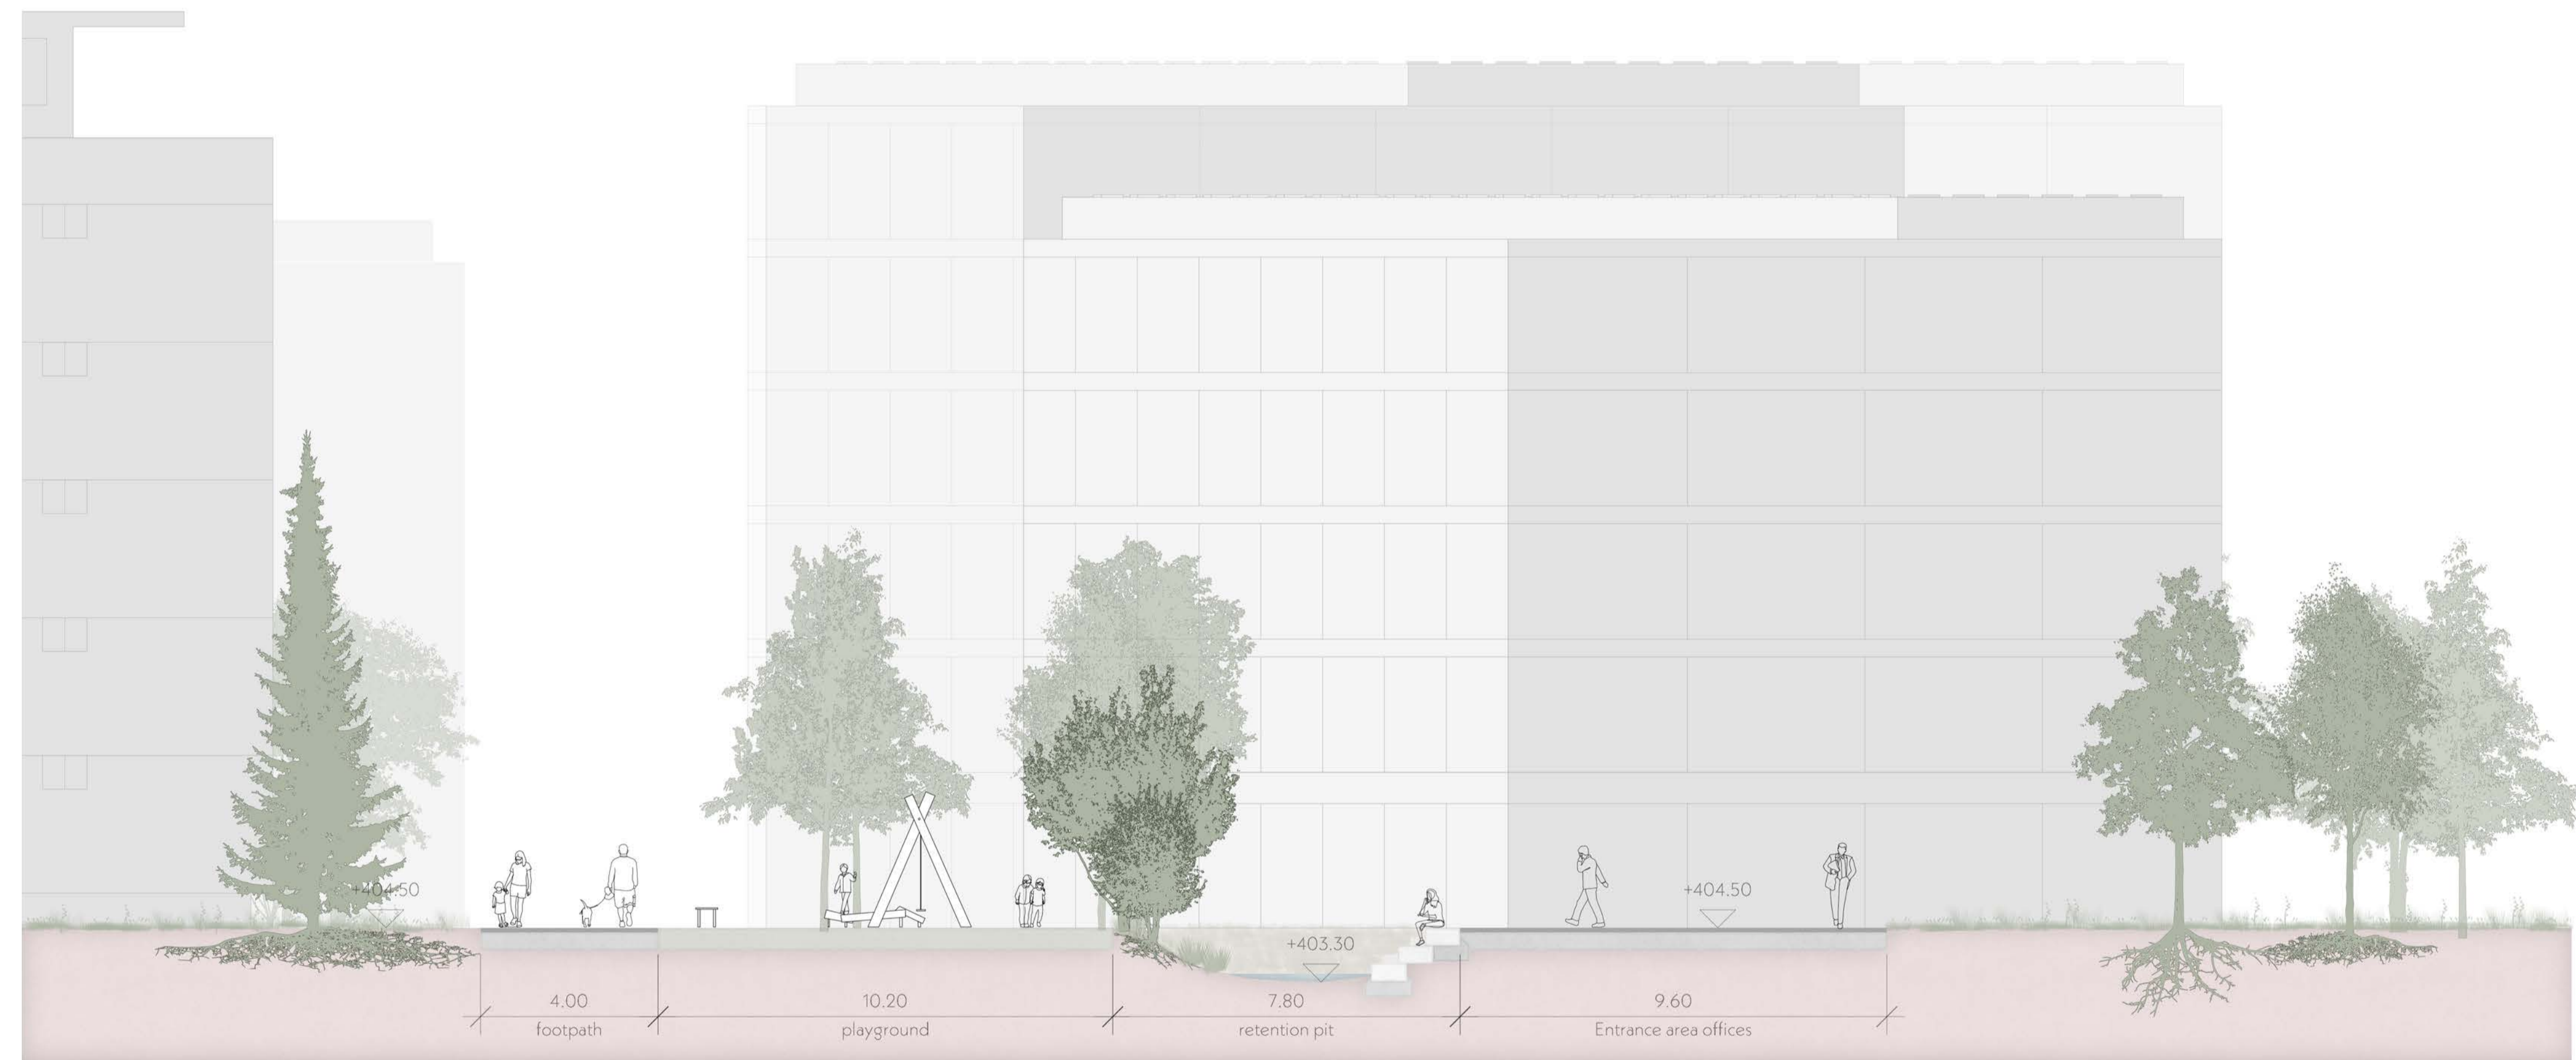 +404.50
+404.50
+403.30
4.00
10.20
7.80
9.60
footpath
playground
retention pit
Entrance area offices